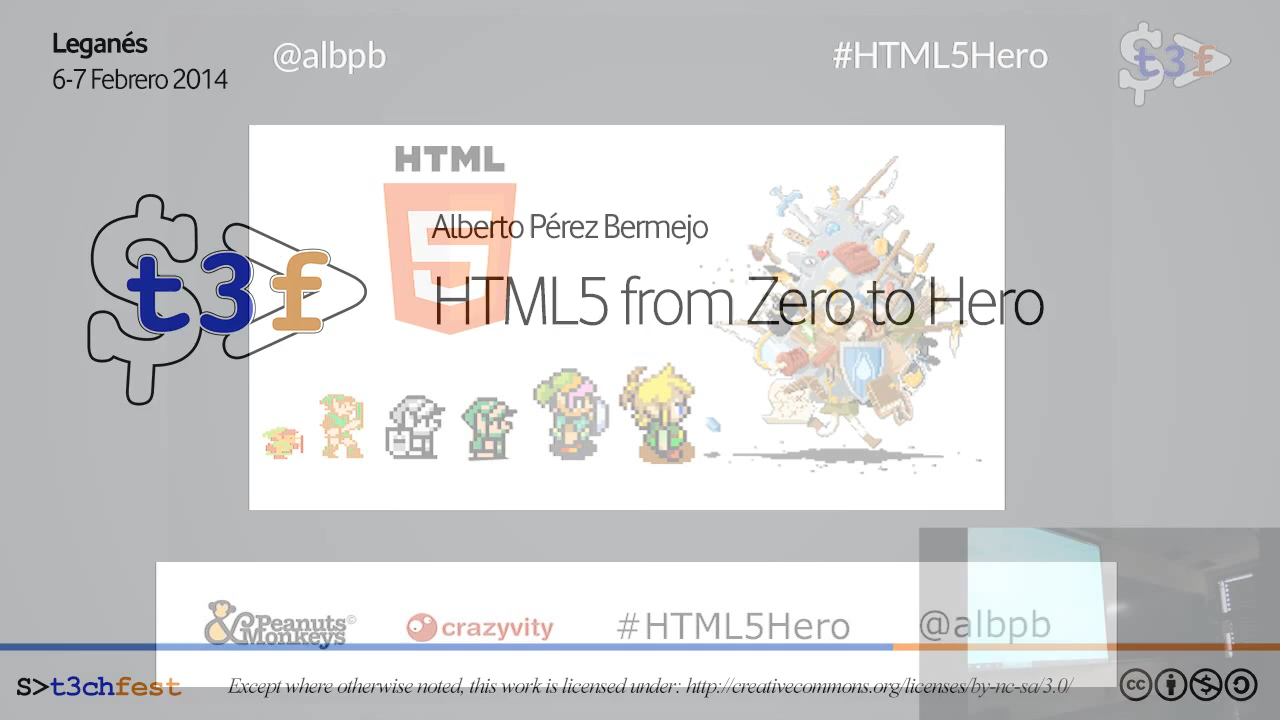 Leganés
6-7 Febrero 2014
@albpb
#HTML5Hero
t3f
HTML
5
Alberto Pérez Bermejo
HTML5 from Zero to Hero
t3f
&Peanuts Monkeys©
crazyvity
#HTML5Hero
@albpb
S>t3chfest
Except where otherwise noted, this work is licensed under: http://creativecommons.org/licenses/by-nc-sa/3.0/
cc